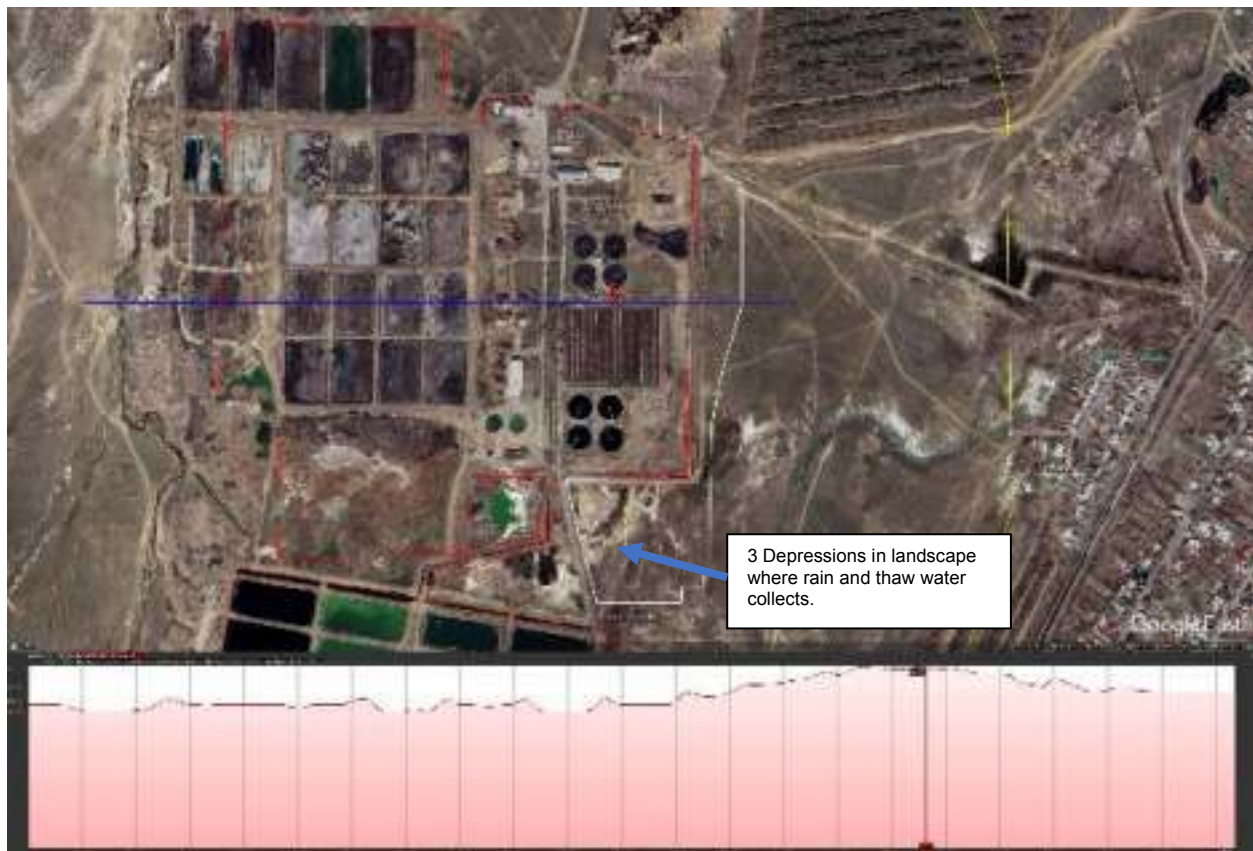 3 Depressions in landscape
where rain and thaw water
collects.
Google Earth